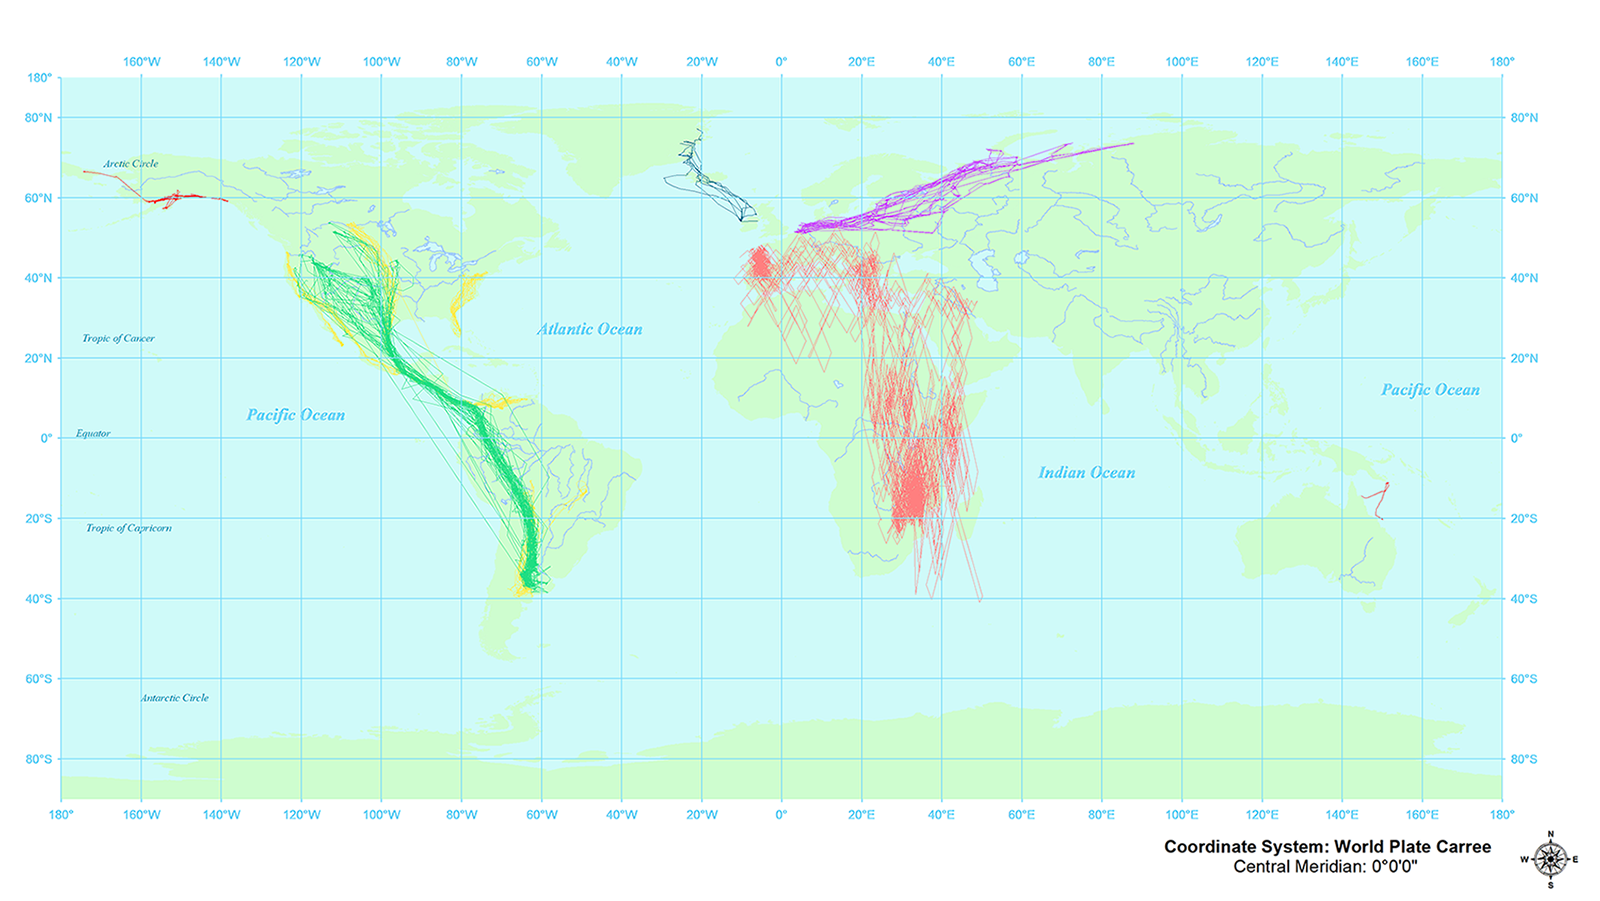 160°W 140°W 120°W 100°W 80°W 60°W 40°W 20°W 0° 20°E 40°E 60°E 80°E 100°E 120°E 140°E 160°E 180°
180°
80°N 80°N
Arctic Circle
60°N 60°N
40°N 40°N
Atlantic Ocean
Tropic of Cancer
20°N 20°N
Pacific Ocean
Pacific Ocean
Equator
0° 0°
Indian Ocean
20°S 20°S
Tropic of Capricorn
40°S 40°S
60°S 60°S
Antarctic Circle
80°S 80°S
180° 160°W 140°W 120°W 100°W 80°W 60°W 40°W 20°W 0° 20°E 40°E 60°E 80°E 100°E 120°E 140°E 160°E 180°
Coordinate System: World Plate Carree
Central Meridian: 0°0'0"
N
W E
S